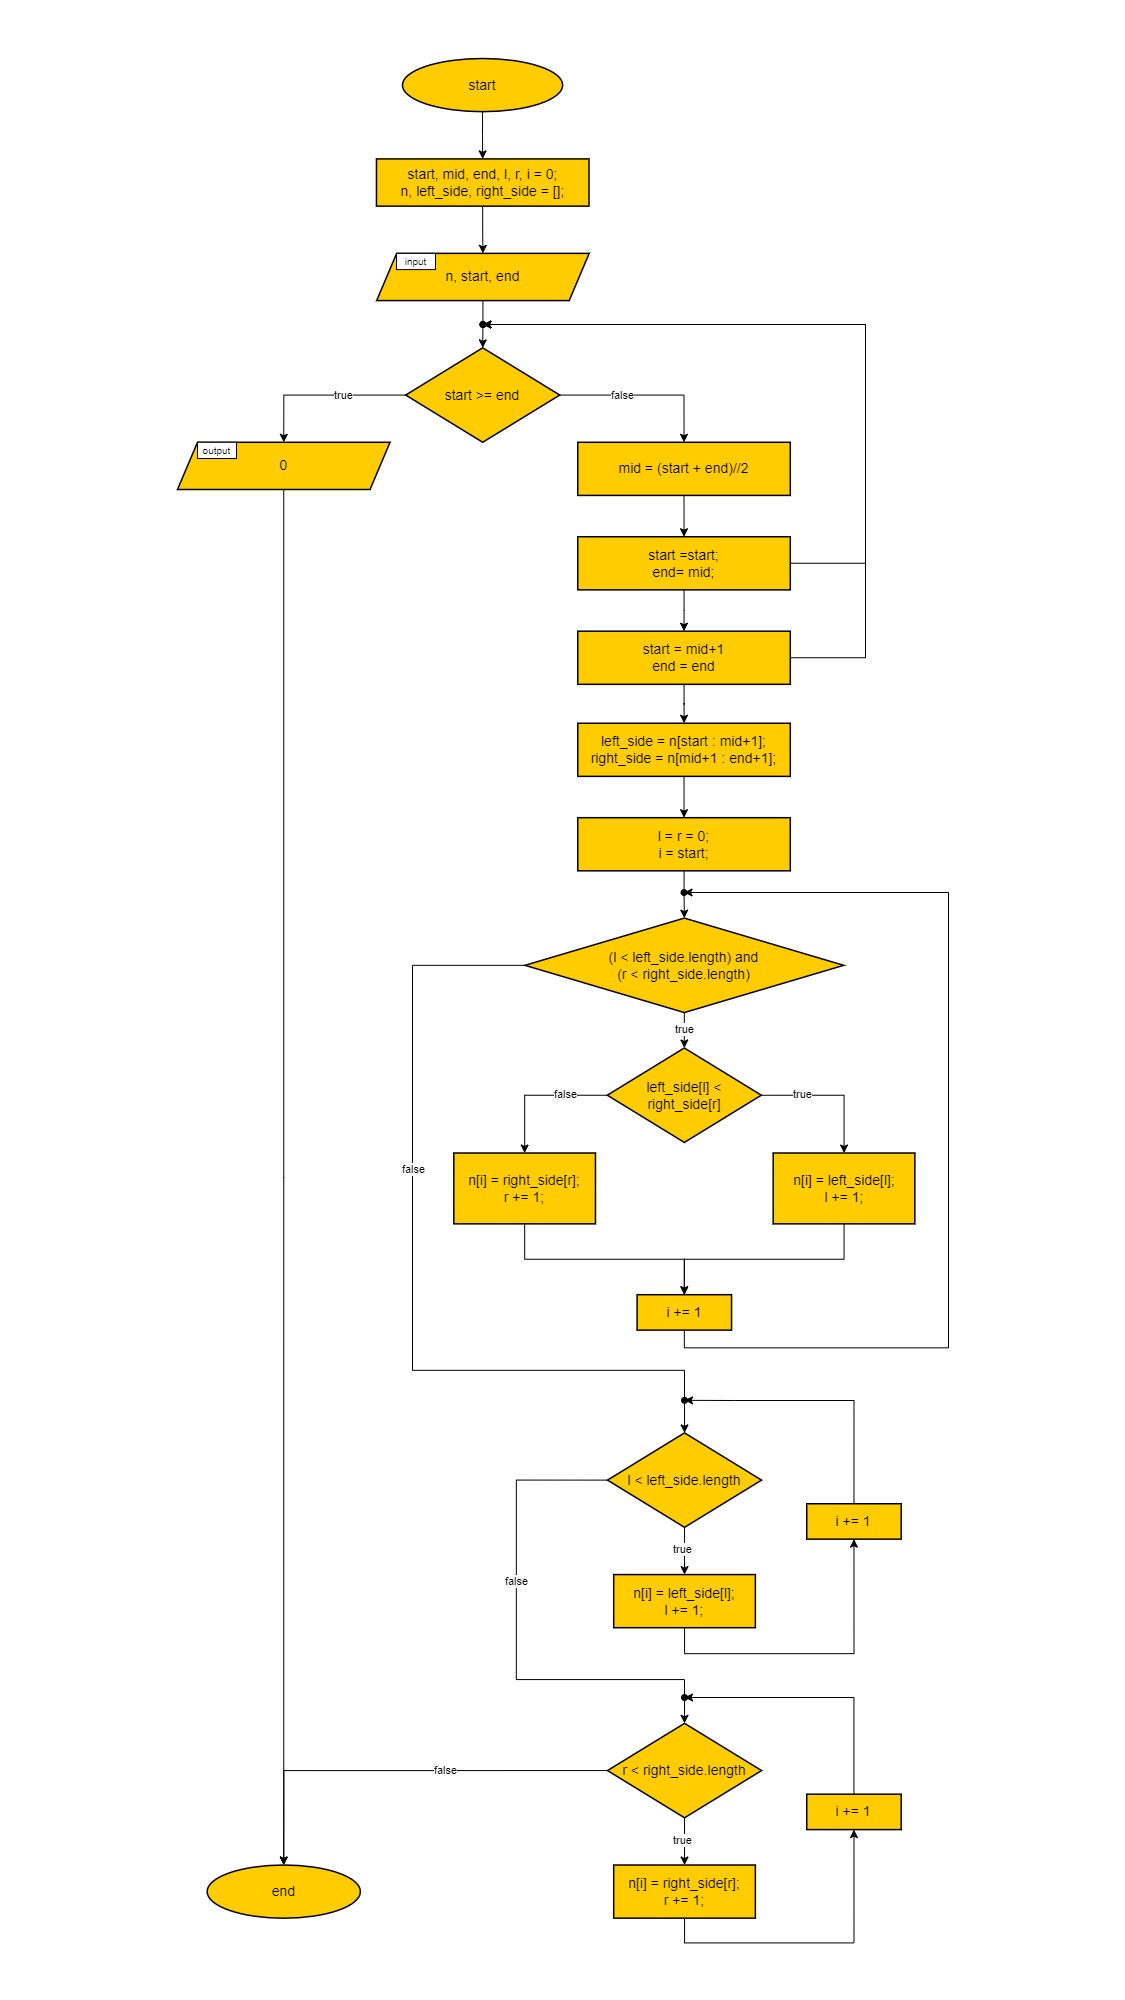 start
start, mid, end, l, r, i = 0;
n, left_side, right_side = [];
input
n, start, end
start >= end
true
false
output
0
mid = (start + end)//2
start =start;
end= mid;
start = mid+1
end = end
left_side = n[start : mid+1];
right_side = n[mid+1 : end+1];
l = r = 0;
i = start;
(l < left_side.length) and
(r < right_side.length)
true
false
left_side[l] <
right_side[r]
false
true
n[i] = right_side[r];
r += 1;
n[i] = left_side[l];
l += 1;
i += 1
l < left_side.length
true
false
i += 1
n[i] = left_side[l];
l += 1;
r < right_side.length
false
true
i += 1
n[i] = right_side[r];
r += 1;
end